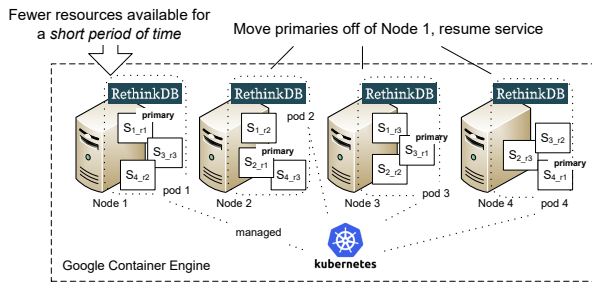 Fewer resources available for
a short period of time
Move primaries off of Node 1, resume service
RethinkDB
primary
S1_r1
S3_r3
S4_r2
pod 1
Node 1
RethinkDB
pod 2
S1_r2
primary
S2_r1
S4_r3
Node 2
RethinkDB
S1_r3
primary
S3_r1
S2_r2
pod 3
Node 3
RethinkDB
S3_r2
S2_r3
primary
S4_r1
pod 4
Node 4
managed
kubernetes
Google Container Engine